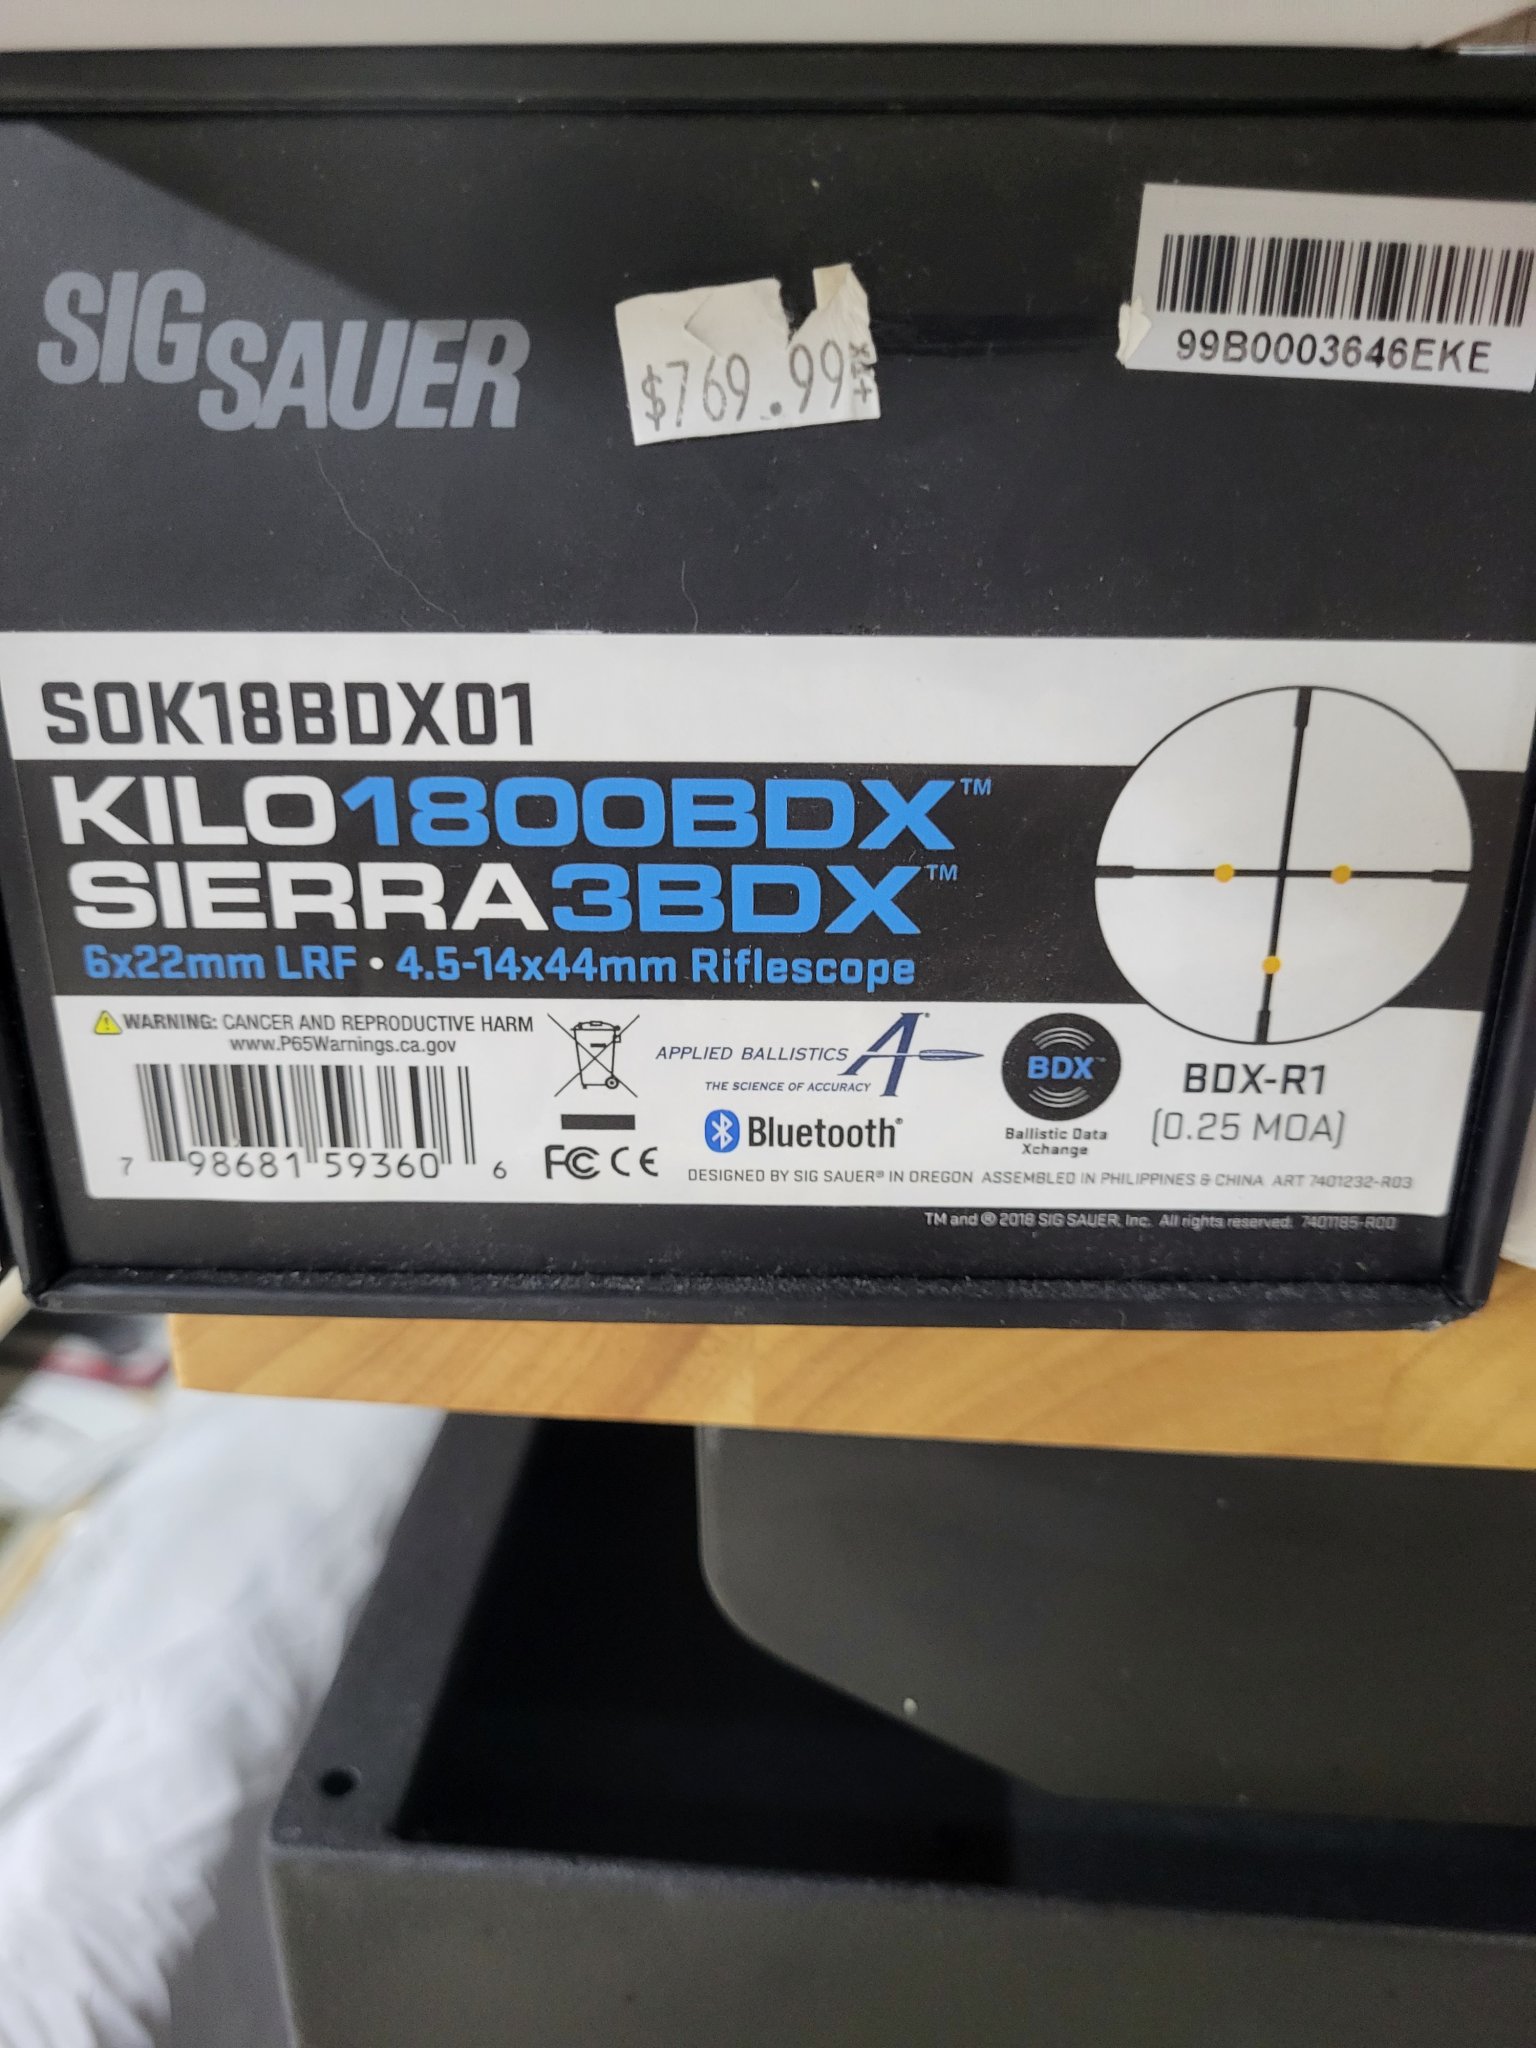 SIG SAUER
$769.99
99B0003646EKE
SOK18BDX01
KILO1800BDX™
SIERRA3BDX™
6x22mm LRF • 4.5-14x44mm Riflescope
WARNING: CANCER AND REPRODUCTIVE HARM
www.P65Warnings.ca.gov
7 98681 59360 6
FC CE
APPLIED BALLISTICS A®
THE SCIENCE OF ACCURACY
Bluetooth®
BDX™
Ballistic Data
Xchange
BDX-R1
(0.25 MOA)
DESIGNED BY SIG SAUER® IN OREGON ASSEMBLED IN PHILIPPINES & CHINA ART 7401232-R03
TM and ® 2018 SIG SAUER, Inc. All rights reserved. 7401185-R00